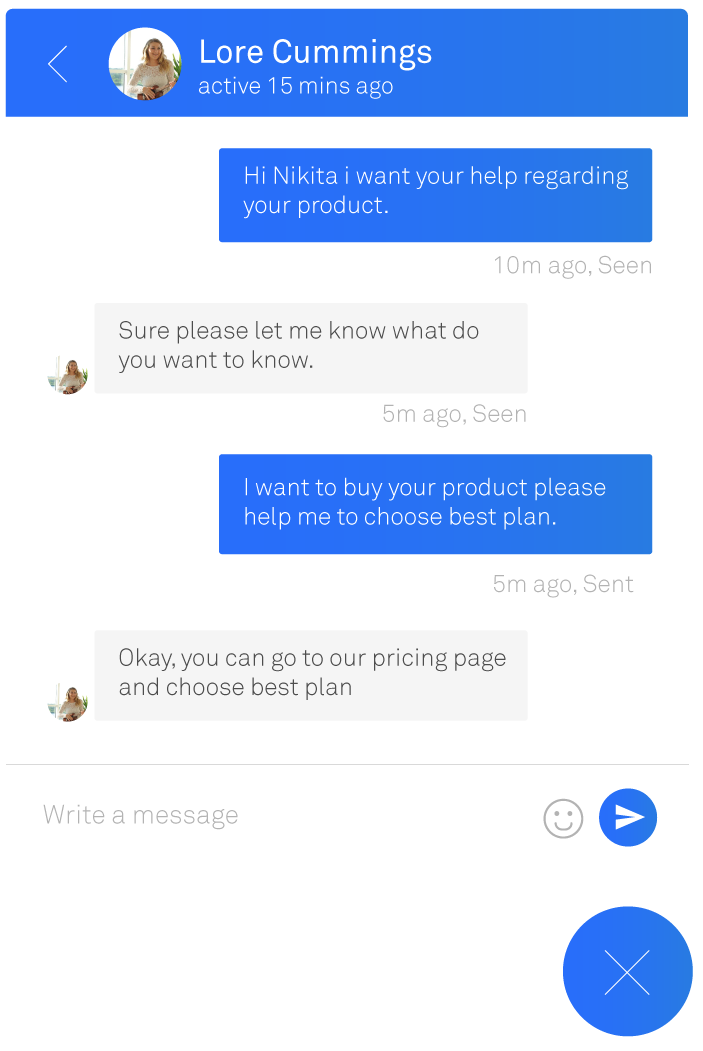 Lore Cummings
active 15 mins ago
Hi Nikita i want your help regarding
your product.
10m ago, Seen
Sure please let me know what do
you want to know.
5m ago, Seen
I want to buy your product please
help me to choose best plan.
5m ago, Sent
Okay, you can go to our pricing page
and choose best plan
Write a message